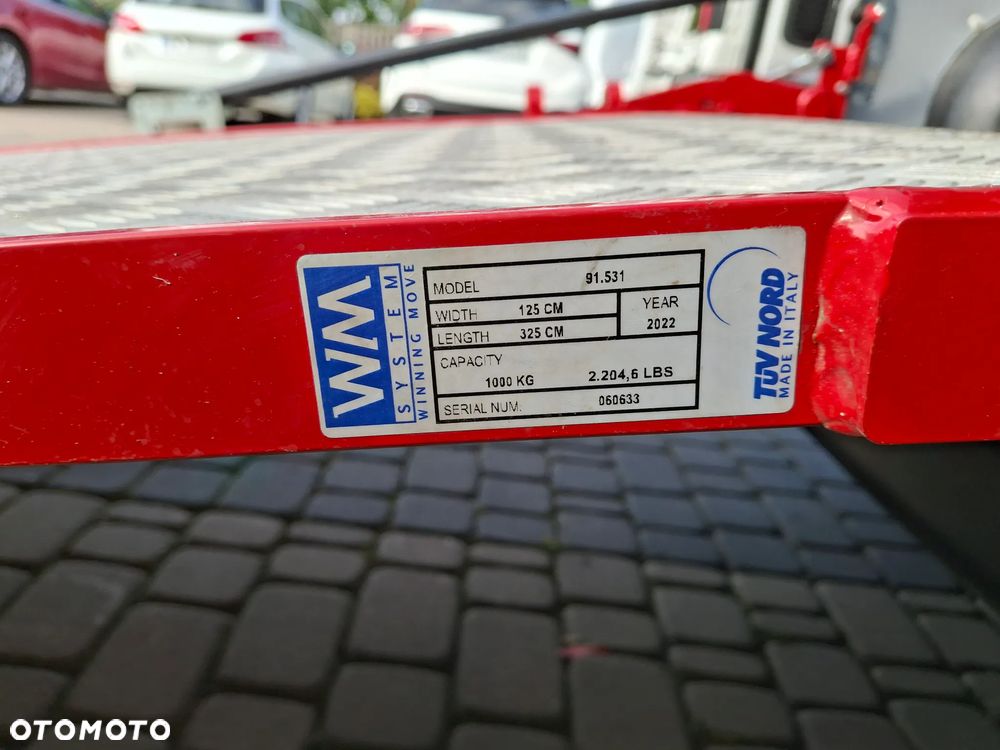 WM
SYSTEM
WINNING MOVE
MODEL 91.531
WIDTH 125 CM
LENGTH 325 CM
YEAR
2022
CAPACITY
1000 KG 2.204,6 LBS
SERIAL NUM. 060633
TÜV NORD
MADE IN ITALY
OTOMOTO